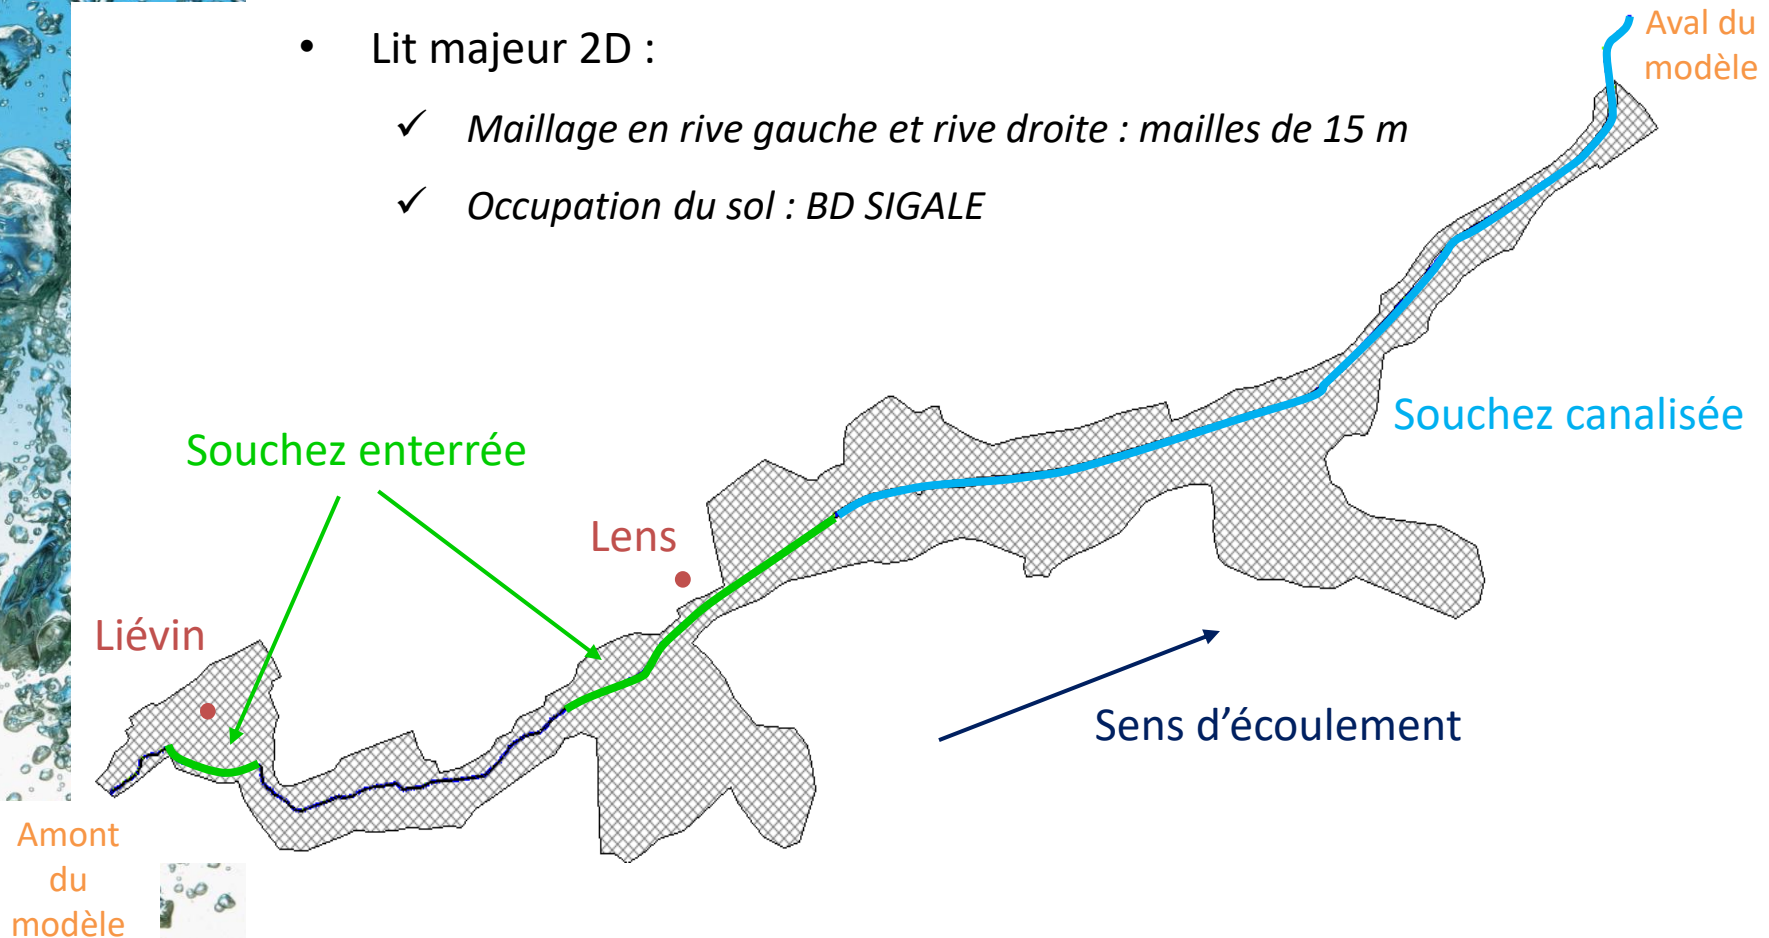 • Lit majeur 2D :
✓ Maillage en rive gauche et rive droite : mailles de 15 m
✓ Occupation du sol : BD SIGALE
Aval du
modèle
Souchez canalisée
Souchez enterrée
Lens
Liévin
Sens d’écoulement
Amont
du
modèle